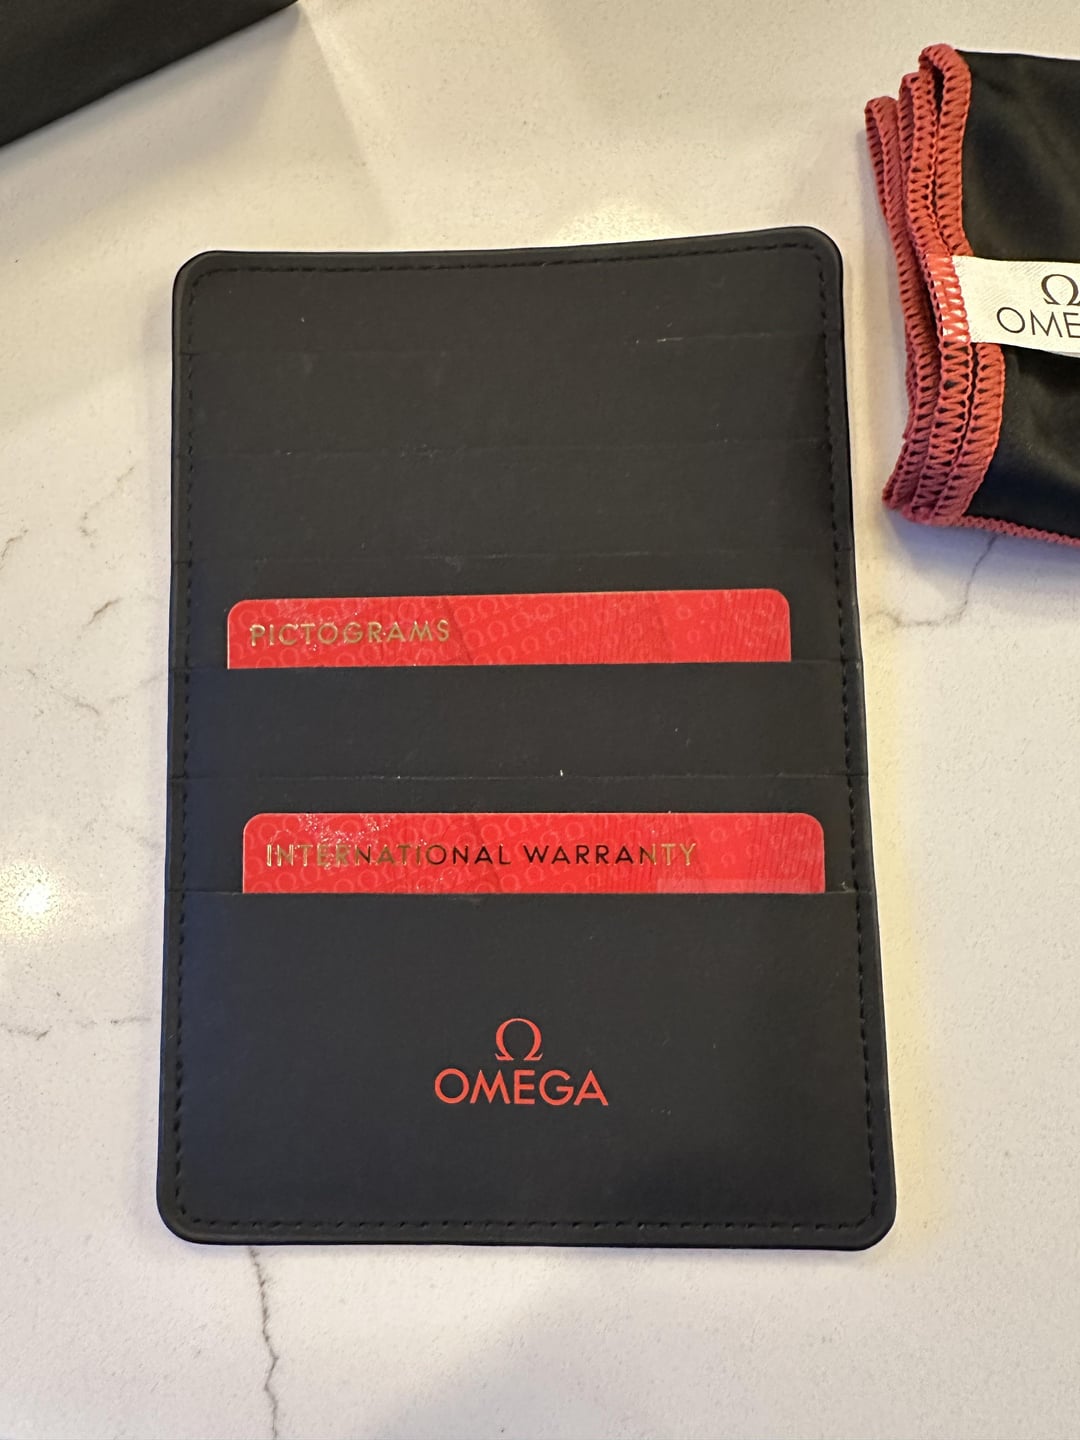 Ω
OME
PICTOGRAMS
INTERNATIONAL WARRANTY
Ω
OMEGA